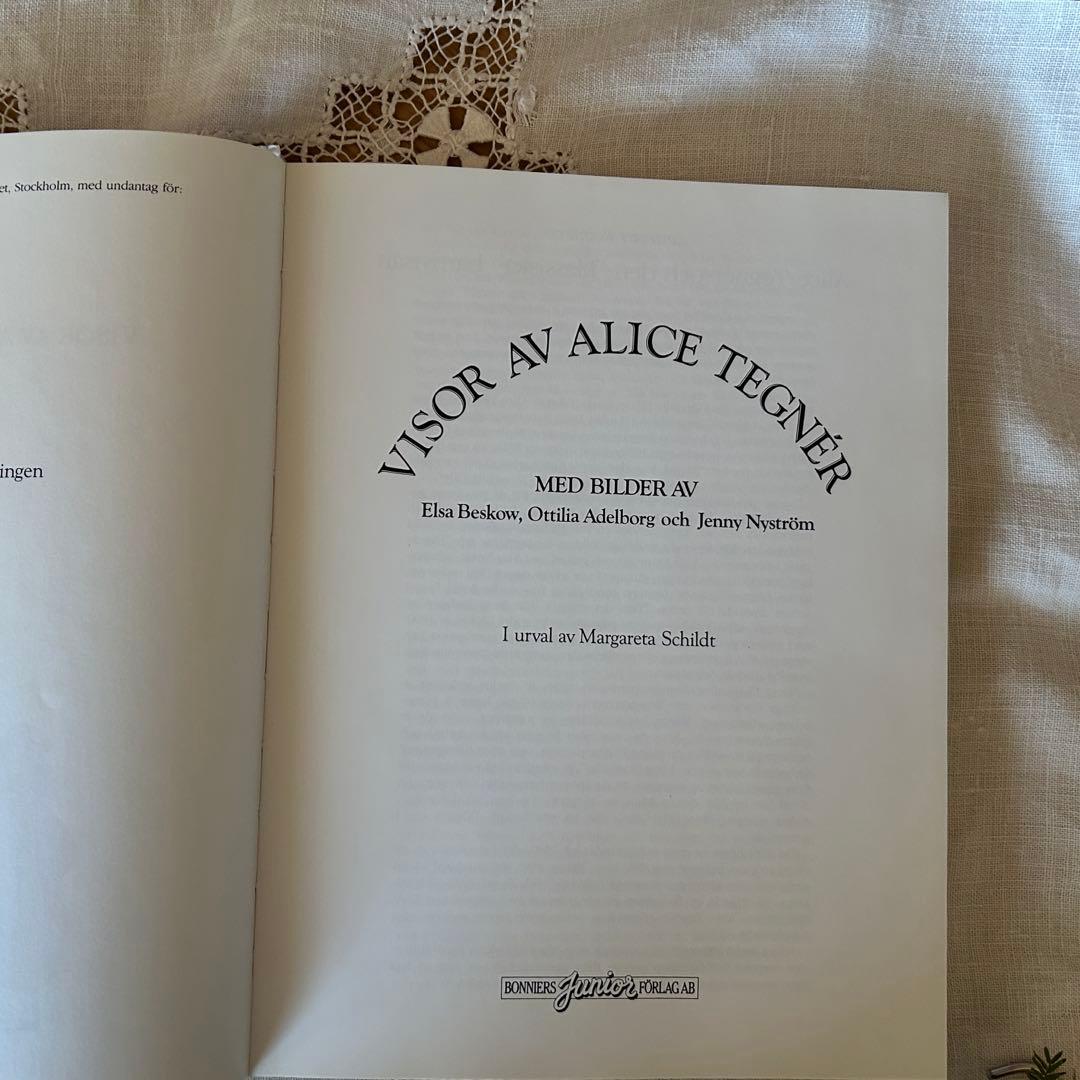 et, Stockholm, med undantag för:
ingen
VISOR AV ALICE TEGNÉR
MED BILDER AV
Elsa Beskow, Ottilia Adelborg och Jenny Nyström
I urval av Margareta Schildt
BONNIERS Junior FÖRLAG AB